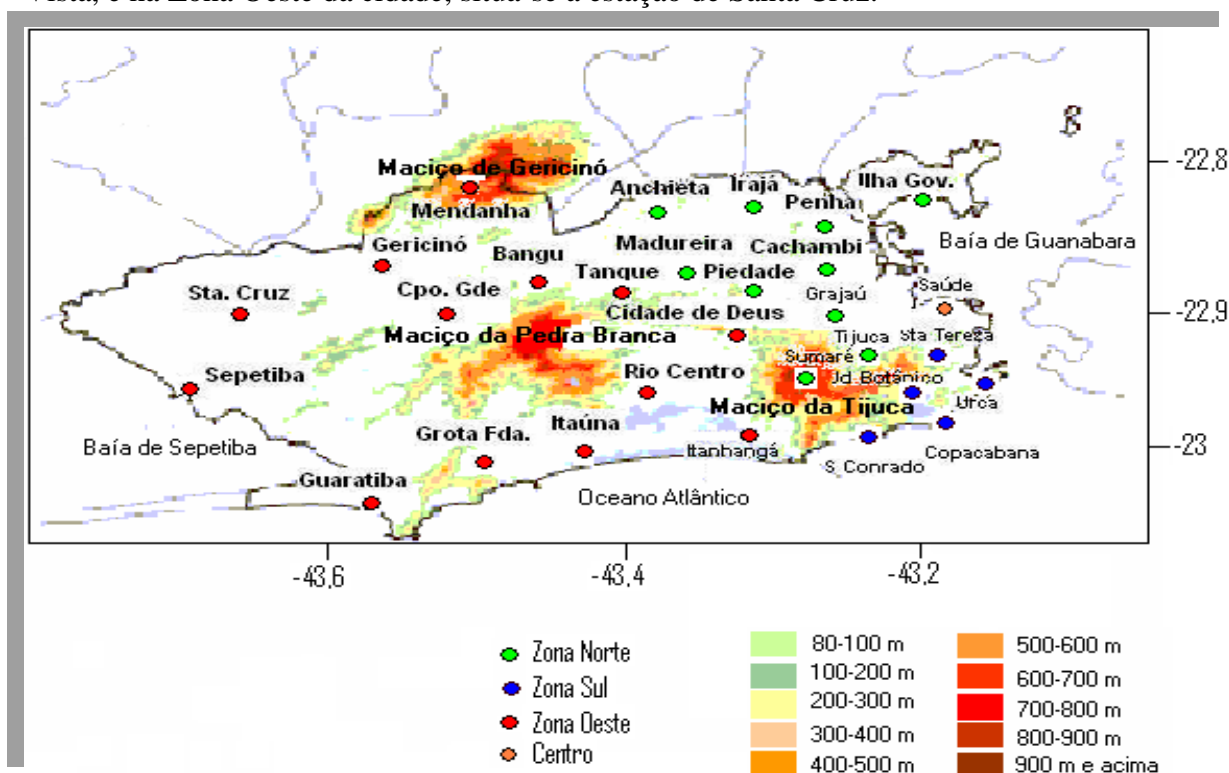 Vista, e na Zona Oeste da cidade, situa-se a estação de Santa Cruz.
-22,8
Maciço de Gericinó
Anchieta
Irajá
Ilha Gov.
Penha
Mendanha
Gericinó
Bangu
Madureira
Cachambi
Baía de Guanabara
Tanque
Piedade
Sta. Cruz
Cpo. Gde
Grajaú
Saúde
Cidade de Deus
-22,9
Maciço da Pedra Branca
Tijuca
Sta Tereza
Sumaré
Sepetiba
Rio Centro
Jd. Botânico
Maciço da Tijuca
Urca
Grota Fda.
Itaúna
Baía de Sepetiba
Itanhangá
Copacabana
-23
S. Conrado
Guaratiba
Oceano Atlântico
-43,6
-43,4
-43,2
Zona Norte
Zona Sul
Zona Oeste
Centro
80-100 m
100-200 m
200-300 m
300-400 m
400-500 m
500-600 m
600-700 m
700-800 m
800-900 m
900 m e acima